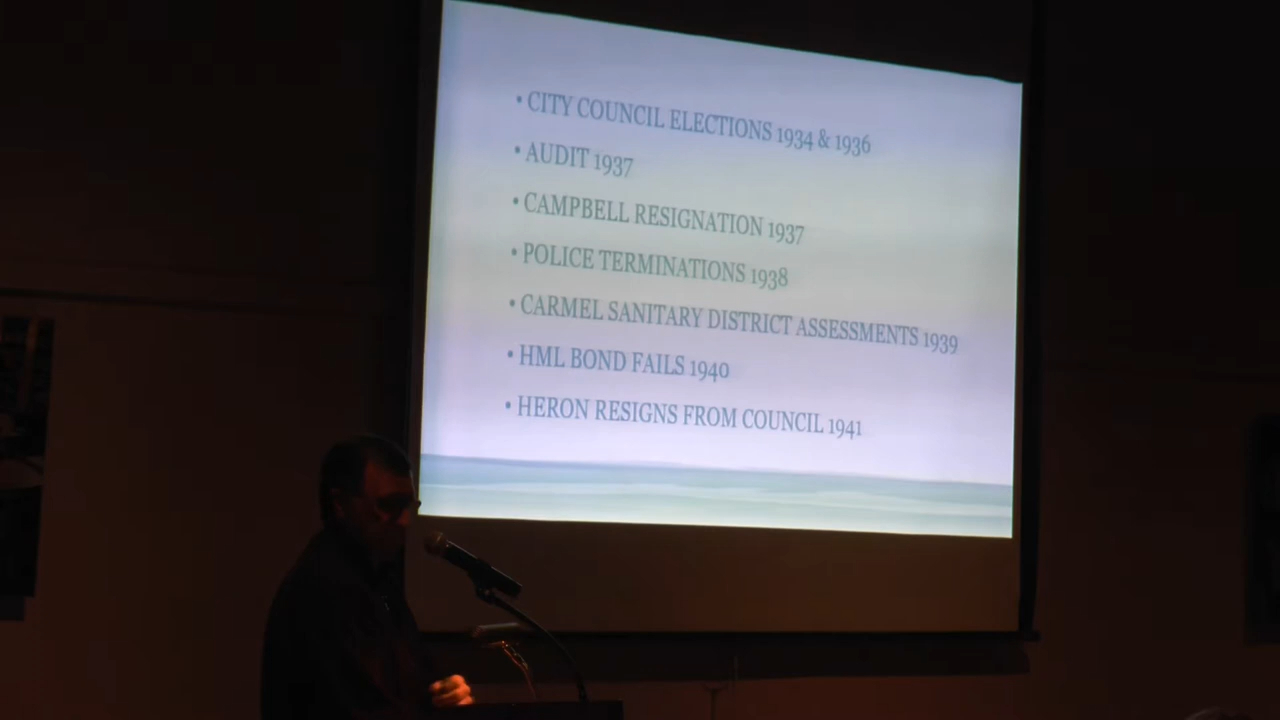 • CITY COUNCIL ELECTIONS 1934 & 1936
• AUDIT 1937
• CAMPBELL RESIGNATION 1937
• POLICE TERMINATIONS 1938
• CARMEL SANITARY DISTRICT ASSESSMENTS 1939
• HML BOND FAILS 1940
• HERON RESIGNS FROM COUNCIL 1941